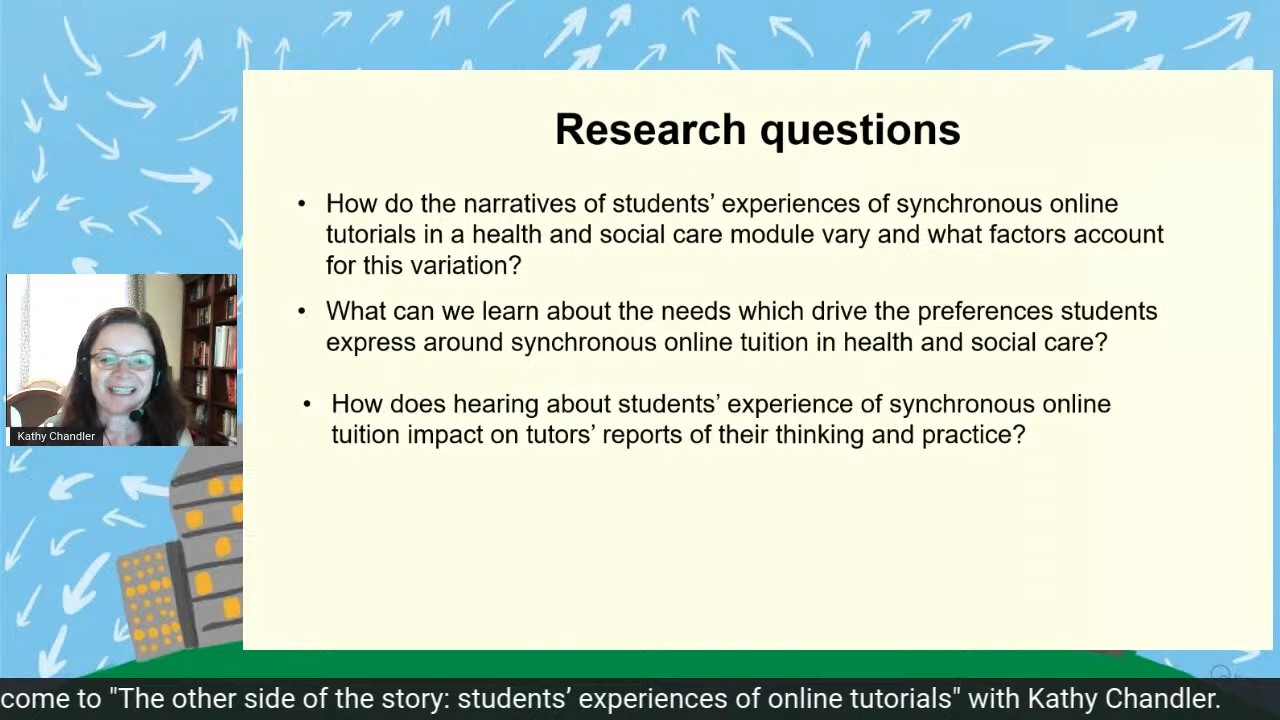 Research questions
• How do the narratives of students’ experiences of synchronous online
tutorials in a health and social care module vary and what factors account
for this variation?
• What can we learn about the needs which drive the preferences students
express around synchronous online tuition in health and social care?
• How does hearing about students’ experience of synchronous online
tuition impact on tutors’ reports of their thinking and practice?
Kathy Chandler
come to "The other side of the story: students’ experiences of online tutorials" with Kathy Chandler.